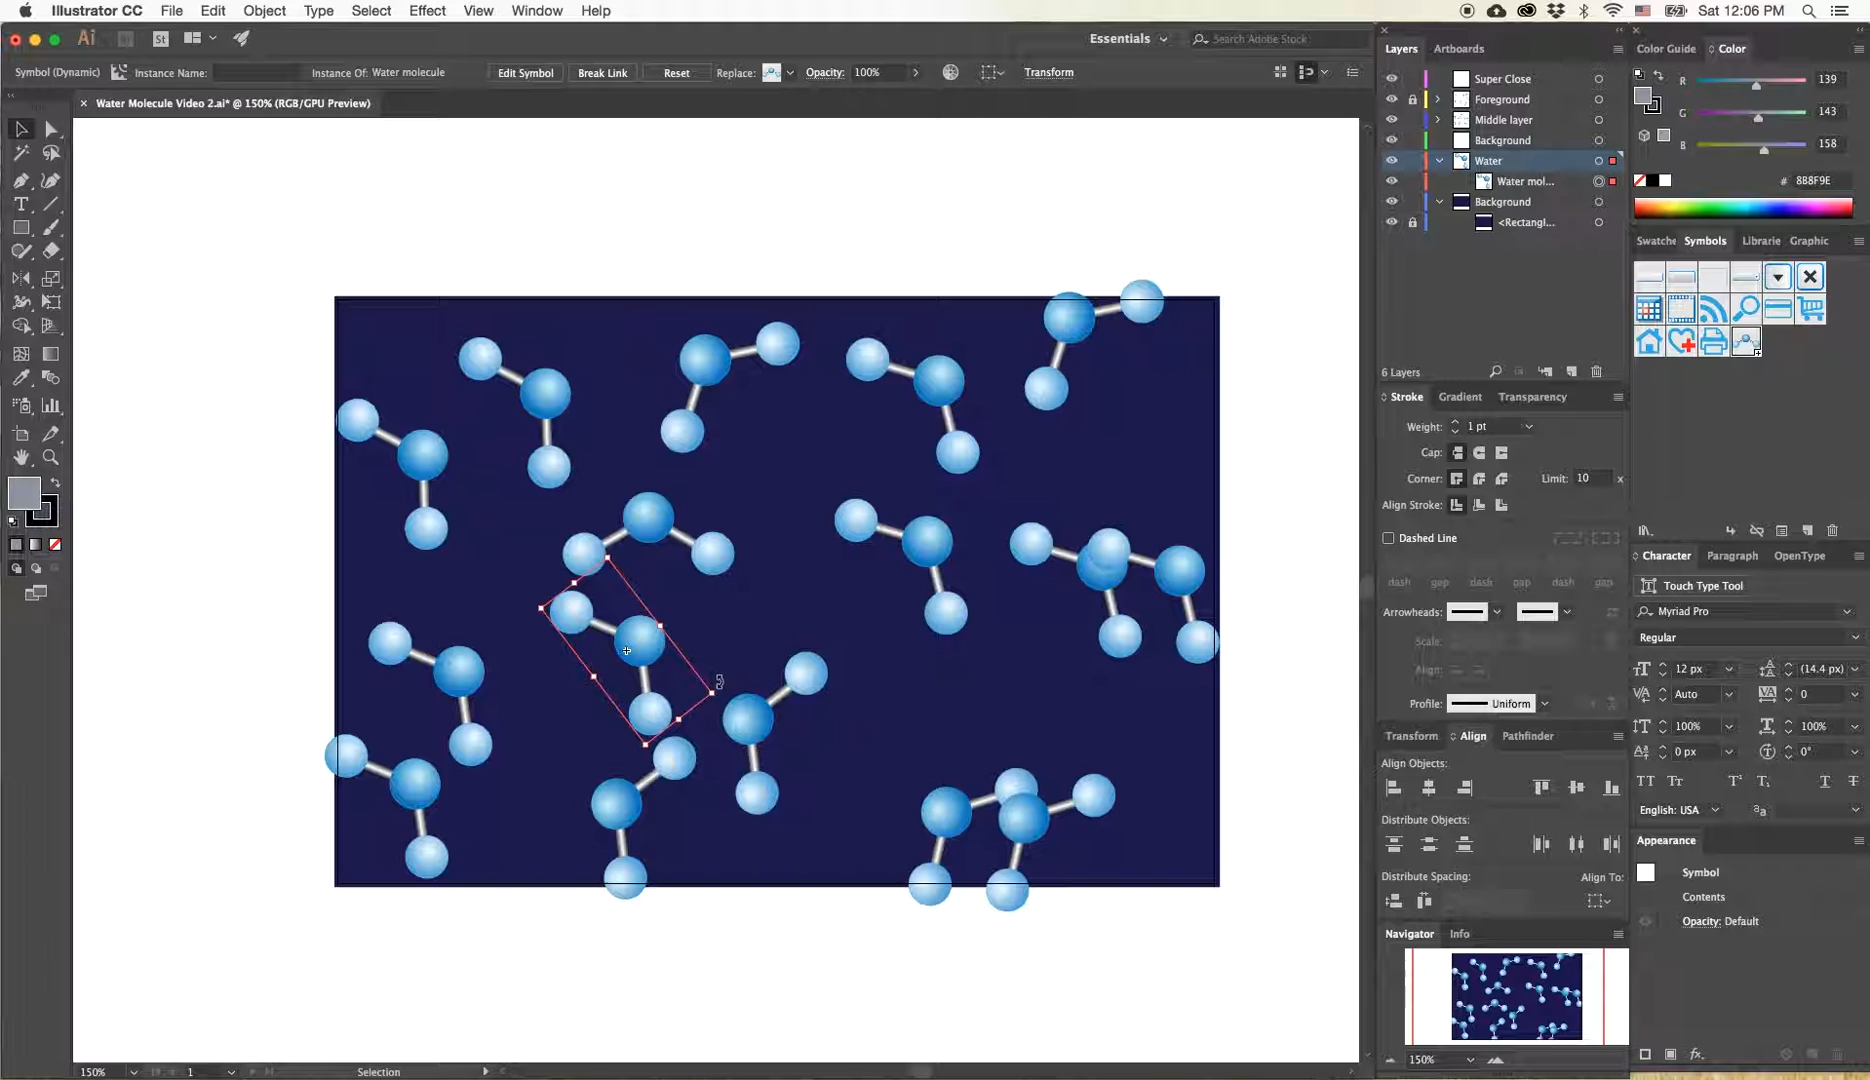 Illustrator CC File Edit Object Type Select Effect View Window Help
Sat 12:06 PM
Ai Br St
Essentials Search Adobe Stock
Symbol (Dynamic) Instance Name: Instance Of: Water molecule Edit Symbol Break Link Reset Replace: Opacity: 100% Transform
× Water Molecule Video 2.ai* @ 150% (RGB/GPU Preview)
Layers Artboards
Super Close
Foreground
Middle layer
Background
Water
Water mol...
Background
<Rectangl...
6 Layers
Stroke Gradient Transparency
Weight: 1 pt
Cap:
Corner: Limit: 10 x
Align Stroke:
Dashed Line
dash gap dash gap dash gap
Arrowheads:
Scale:
Align:
Profile: Uniform
Transform Align Pathfinder
Align Objects:
Distribute Objects:
Distribute Spacing: Align To:
Navigator Info
150%
Color Guide Color
R 139
G 143
B 158
# 8B8F9E
Swatche Symbols Librarie Graphic
Character Paragraph OpenType
Touch Type Tool
Myriad Pro
Regular
12 px (14.4 px)
Auto 0
100% 100%
0 px 0°
English: USA
Appearance
Symbol
Contents
Opacity: Default
fx
150% 1 Selection